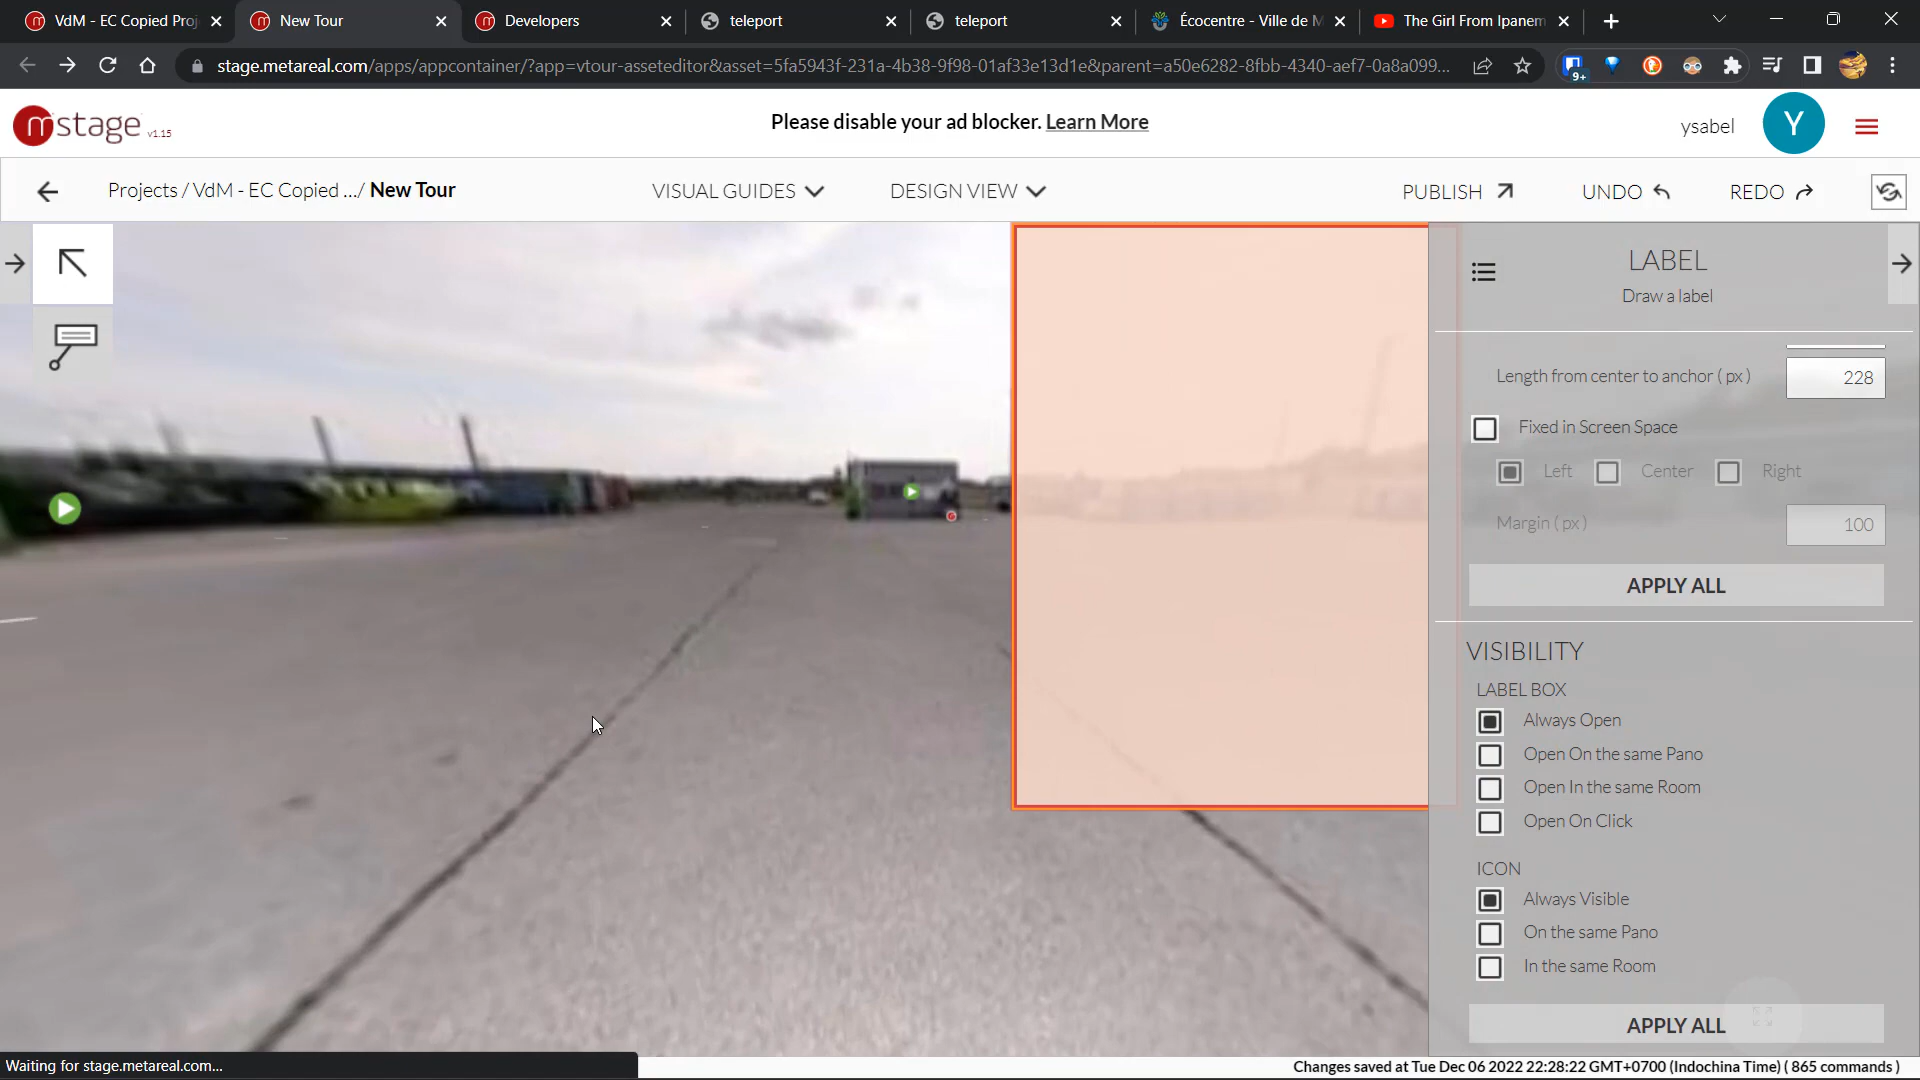 VdM - EC Copied Proj
New Tour
Developers
teleport
teleport
Écocentre - Ville de M
The Girl From Ipanem
stage.metareal.com/apps/appcontainer/?app=vtour-asseteditor&asset=5fa5943f-231a-4b38-9f98-01af33e13d1e&parent=a50e6282-8fbb-4340-aef7-0a8a099...
9+
mstage v1.15
Please disable your ad blocker. Learn More
ysabel
Y
Projects / VdM - EC Copied .../ New Tour
VISUAL GUIDES
DESIGN VIEW
PUBLISH
UNDO
REDO
LABEL
Draw a label
Length from center to anchor ( px )
228
Fixed in Screen Space
Left
Center
Right
Margin ( px )
100
APPLY ALL
VISIBILITY
LABEL BOX
Always Open
Open On the same Pano
Open In the same Room
Open On Click
ICON
Always Visible
On the same Pano
In the same Room
APPLY ALL
Waiting for stage.metareal.com...
Changes saved at Tue Dec 06 2022 22:28:22 GMT+0700 (Indochina Time) ( 865 commands )